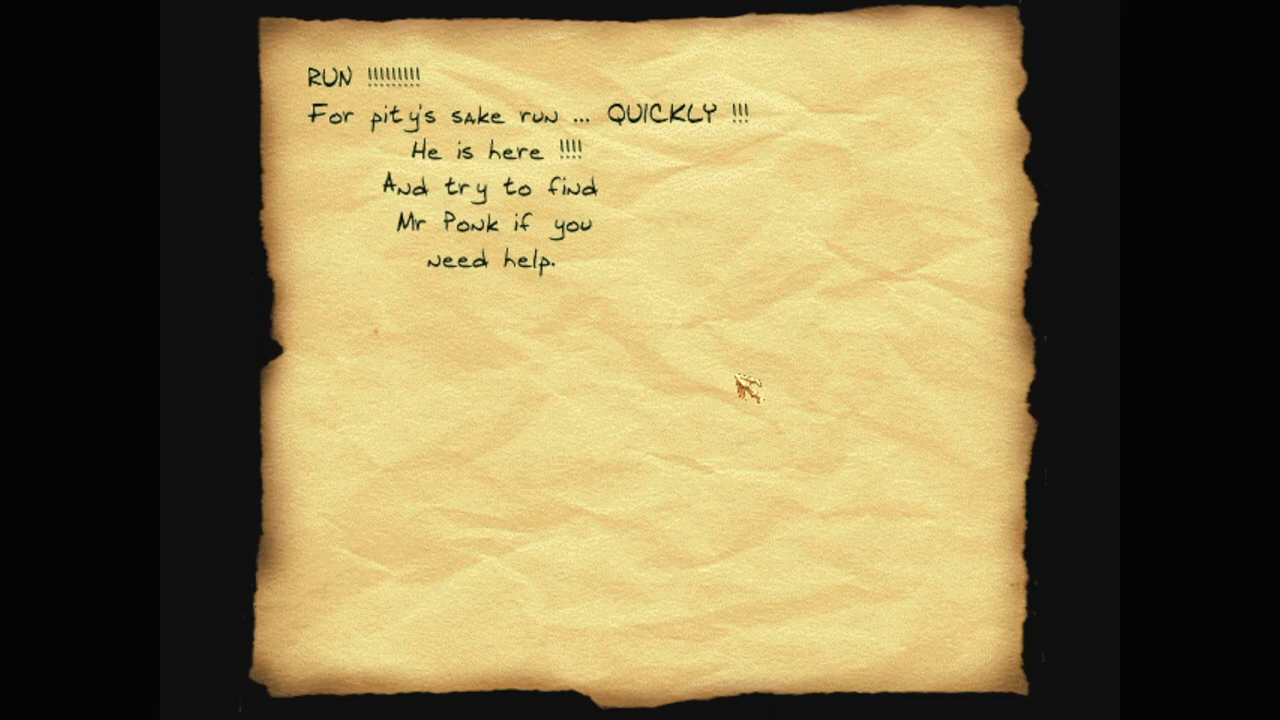 RUN !!!!!!!!!
For pity's sake run ... QUICKLY !!!
He is here !!!!
And try to find
Mr Ponk if you
need help.